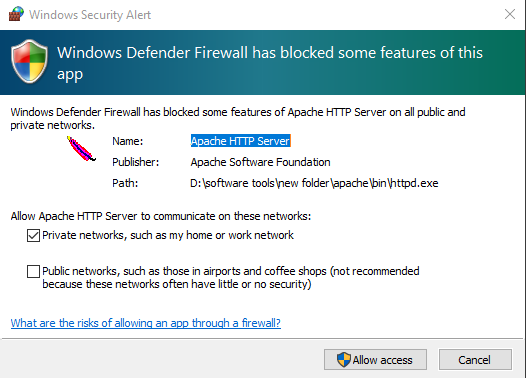 Windows Security Alert
Windows Defender Firewall has blocked some features of this
app
Windows Defender Firewall has blocked some features of Apache HTTP Server on all public and
private networks.
Name: Apache HTTP Server
Publisher: Apache Software Foundation
Path: D:\software tools\new folder\apache\bin\httpd.exe
Allow Apache HTTP Server to communicate on these networks:
Private networks, such as my home or work network
Public networks, such as those in airports and coffee shops (not recommended
because these networks often have little or no security)
What are the risks of allowing an app through a firewall?
Allow access Cancel